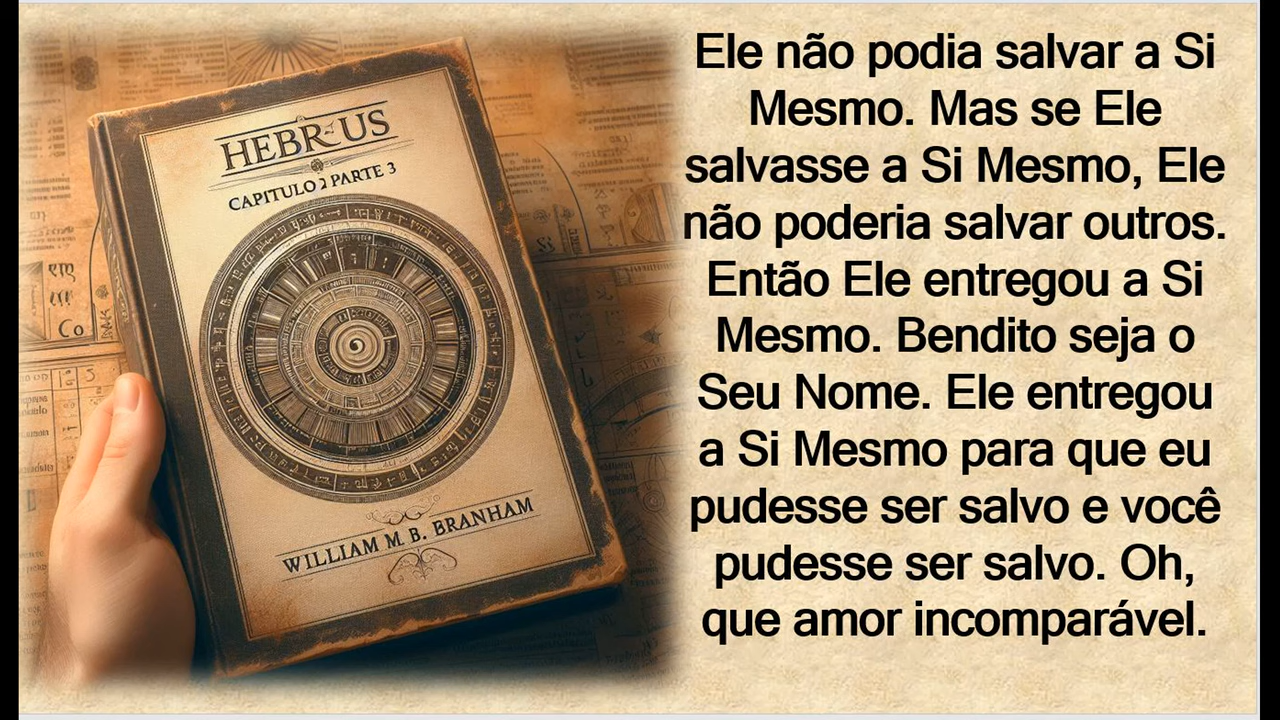 HEBR-US
CAPITULO 2 PARTE 3
WILLIAM M. B. BRANHAM
Co
Ele não podia salvar a Si
Mesmo. Mas se Ele
salvasse a Si Mesmo, Ele
não poderia salvar outros.
Então Ele entregou a Si
Mesmo. Bendito seja o
Seu Nome. Ele entregou
a Si Mesmo para que eu
pudesse ser salvo e você
pudesse ser salvo. Oh,
que amor incomparável.